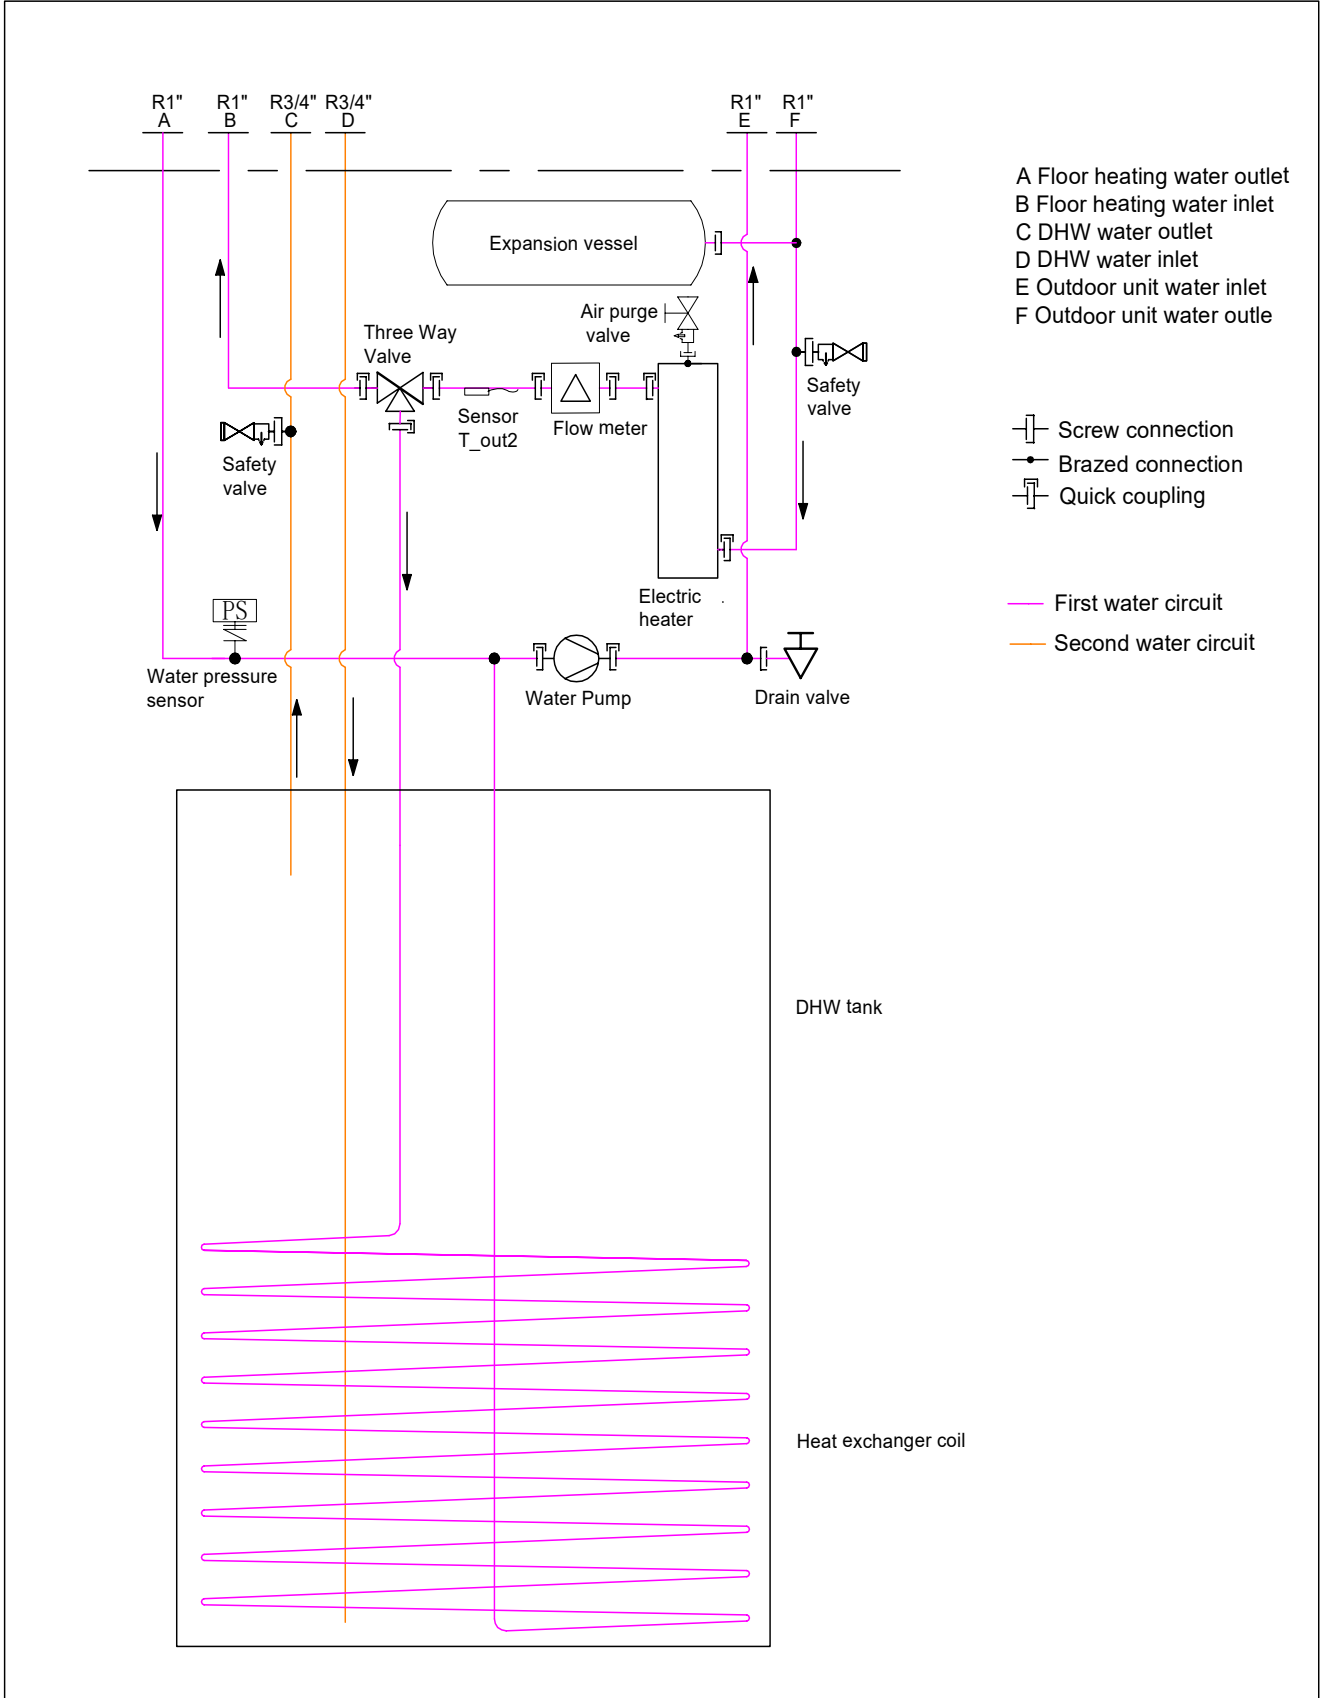 R1" R1" R3/4" R3/4" R1" R1"
A B C D E F
A Floor heating water outlet
B Floor heating water inlet
C DHW water outlet
D DHW water inlet
E Outdoor unit water inlet
F Outdoor unit water outle
Expansion vessel
Air purge
valve
Three Way
Valve
Sensor
T_out2
Flow meter
Safety
valve
Safety
valve
Screw connection
Brazed connection
Quick coupling
Electric
heater
PS
Water pressure
sensor
Water Pump
Drain valve
First water circuit
Second water circuit
DHW tank
Heat exchanger coil